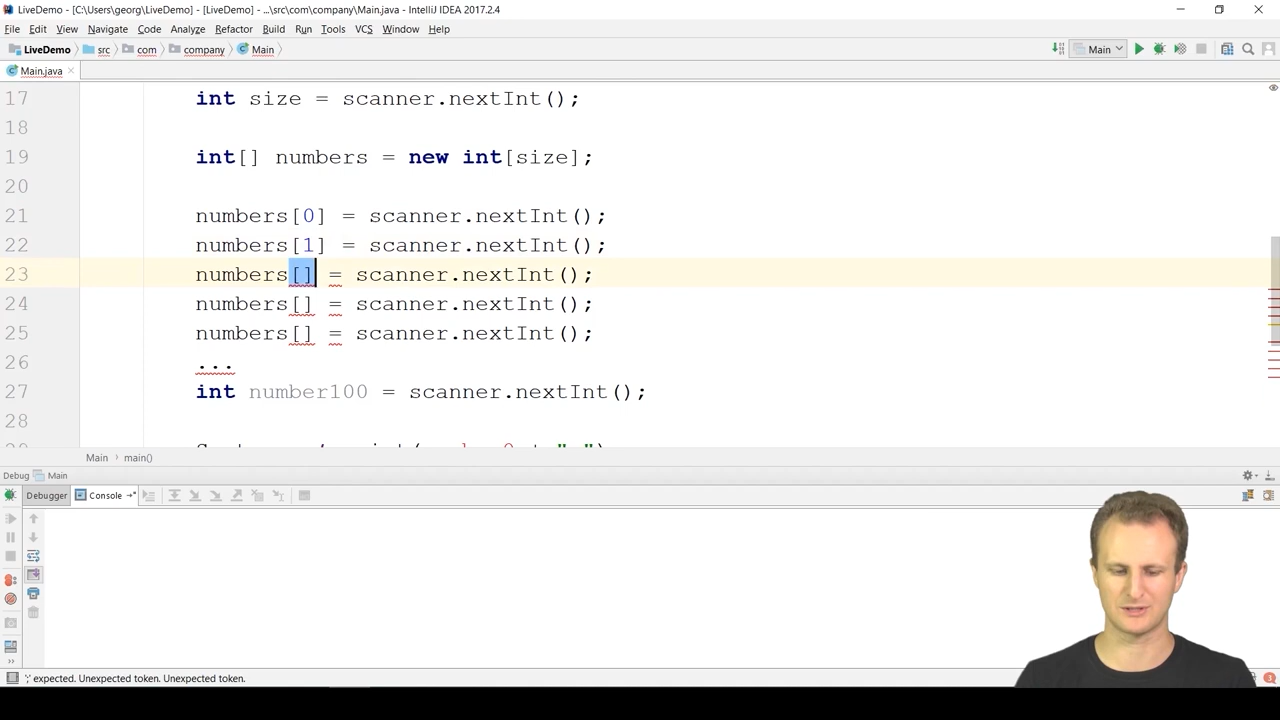 LiveDemo - [C:\Users\georg\LiveDemo] - [LiveDemo] - ...\src\com\company\Main.java - IntelliJ IDEA 2017.2.4
File Edit View Navigate Code Analyze Refactor Build Run Tools VCS Window Help
LiveDemo src com company Main Main
Main.java
17 int size = scanner.nextInt();
18
19 int[] numbers = new int[size];
20
21 numbers[0] = scanner.nextInt();
22 numbers[1] = scanner.nextInt();
23 numbers[] = scanner.nextInt();
24 numbers[] = scanner.nextInt();
25 numbers[] = scanner.nextInt();
26 ...
27 int number100 = scanner.nextInt();
28
Main main()
Debug Main
Debugger Console
';' expected. Unexpected token. Unexpected token.